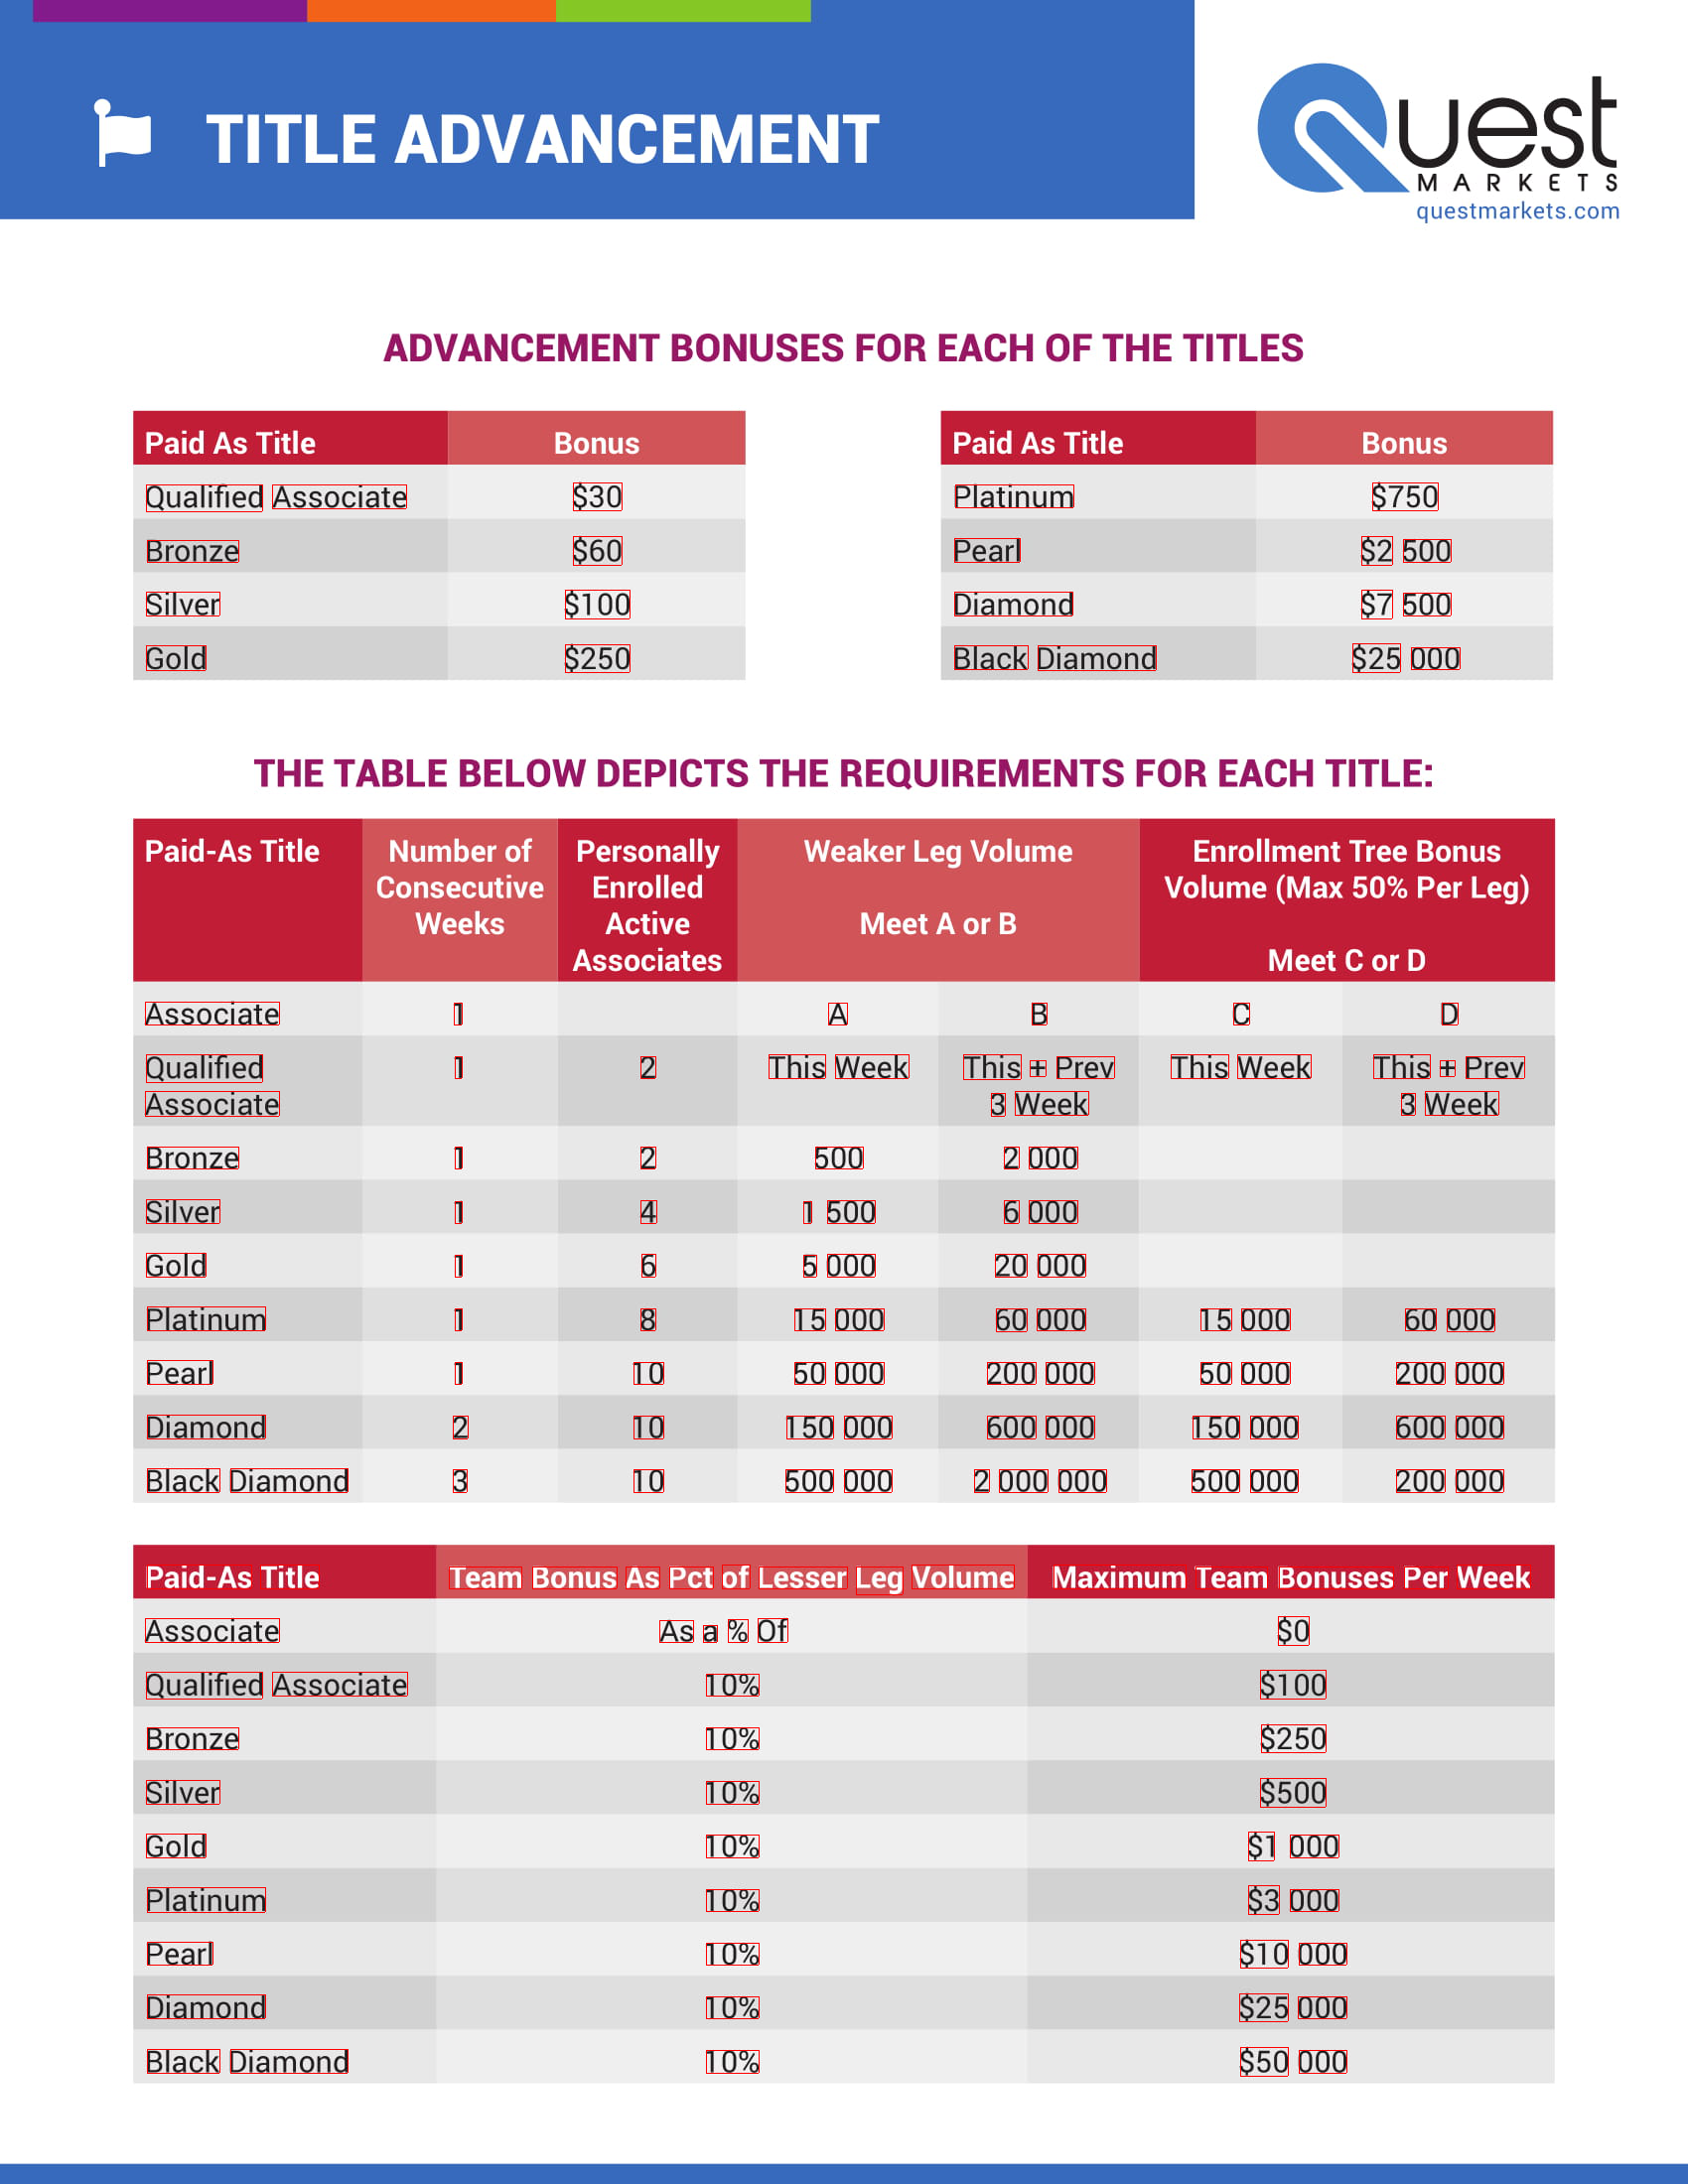 TITLE ADVANCEMENT
Quest
MARKETS
questmarkets.com
ADVANCEMENT BONUSES FOR EACH OF THE TITLES
Paid As Title Bonus
Qualified Associate $30
Bronze $60
Silver $100
Gold $250
Paid As Title Bonus
Platinum $750
Pearl $2 500
Diamond $7 500
Black Diamond $25 000
THE TABLE BELOW DEPICTS THE REQUIREMENTS FOR EACH TITLE:
Paid-As Title Number of Personally Weaker Leg Volume Enrollment Tree Bonus
Consecutive Enrolled Volume (Max 50% Per Leg)
Weeks Active Meet A or B
Associates Meet C or D
Associate 1 A B C D
Qualified 1 2 This Week This + Prev This Week This + Prev
Associate 3 Week 3 Week
Bronze 1 2 500 2 000
Silver 1 4 1 500 6 000
Gold 1 6 5 000 20 000
Platinum 1 8 15 000 60 000 15 000 60 000
Pearl 1 10 50 000 200 000 50 000 200 000
Diamond 2 10 150 000 600 000 150 000 600 000
Black Diamond 3 10 500 000 2 000 000 500 000 200 000
Paid-As Title Team Bonus As Pct of Lesser Leg Volume Maximum Team Bonuses Per Week
Associate As a % Of $0
Qualified Associate 10% $100
Bronze 10% $250
Silver 10% $500
Gold 10% $1 000
Platinum 10% $3 000
Pearl 10% $10 000
Diamond 10% $25 000
Black Diamond 10% $50 000